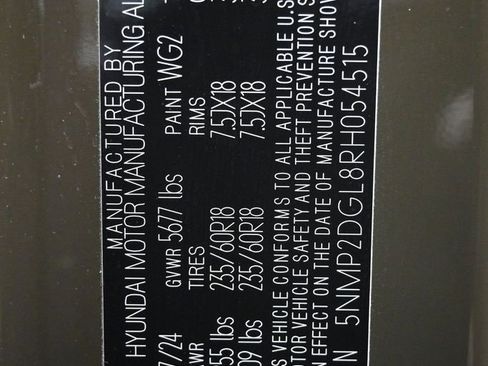 MANUFACTURED BY
HYUNDAI MOTOR MANUFACTURING AL
7/24 GVWR 5677 lbs PAINT WG2
WR TIRES RIMS
55 lbs 235/60R18 7.5JX18
09 lbs 235/60R18 7.5JX18
S VEHICLE CONFORMS TO ALL APPLICABLE U.S
OTOR VEHICLE SAFETY AND THEFT PREVENTION S
N EFFECT ON THE DATE OF MANUFACTURE SHOW
N 5NMP2DGL8RH054515